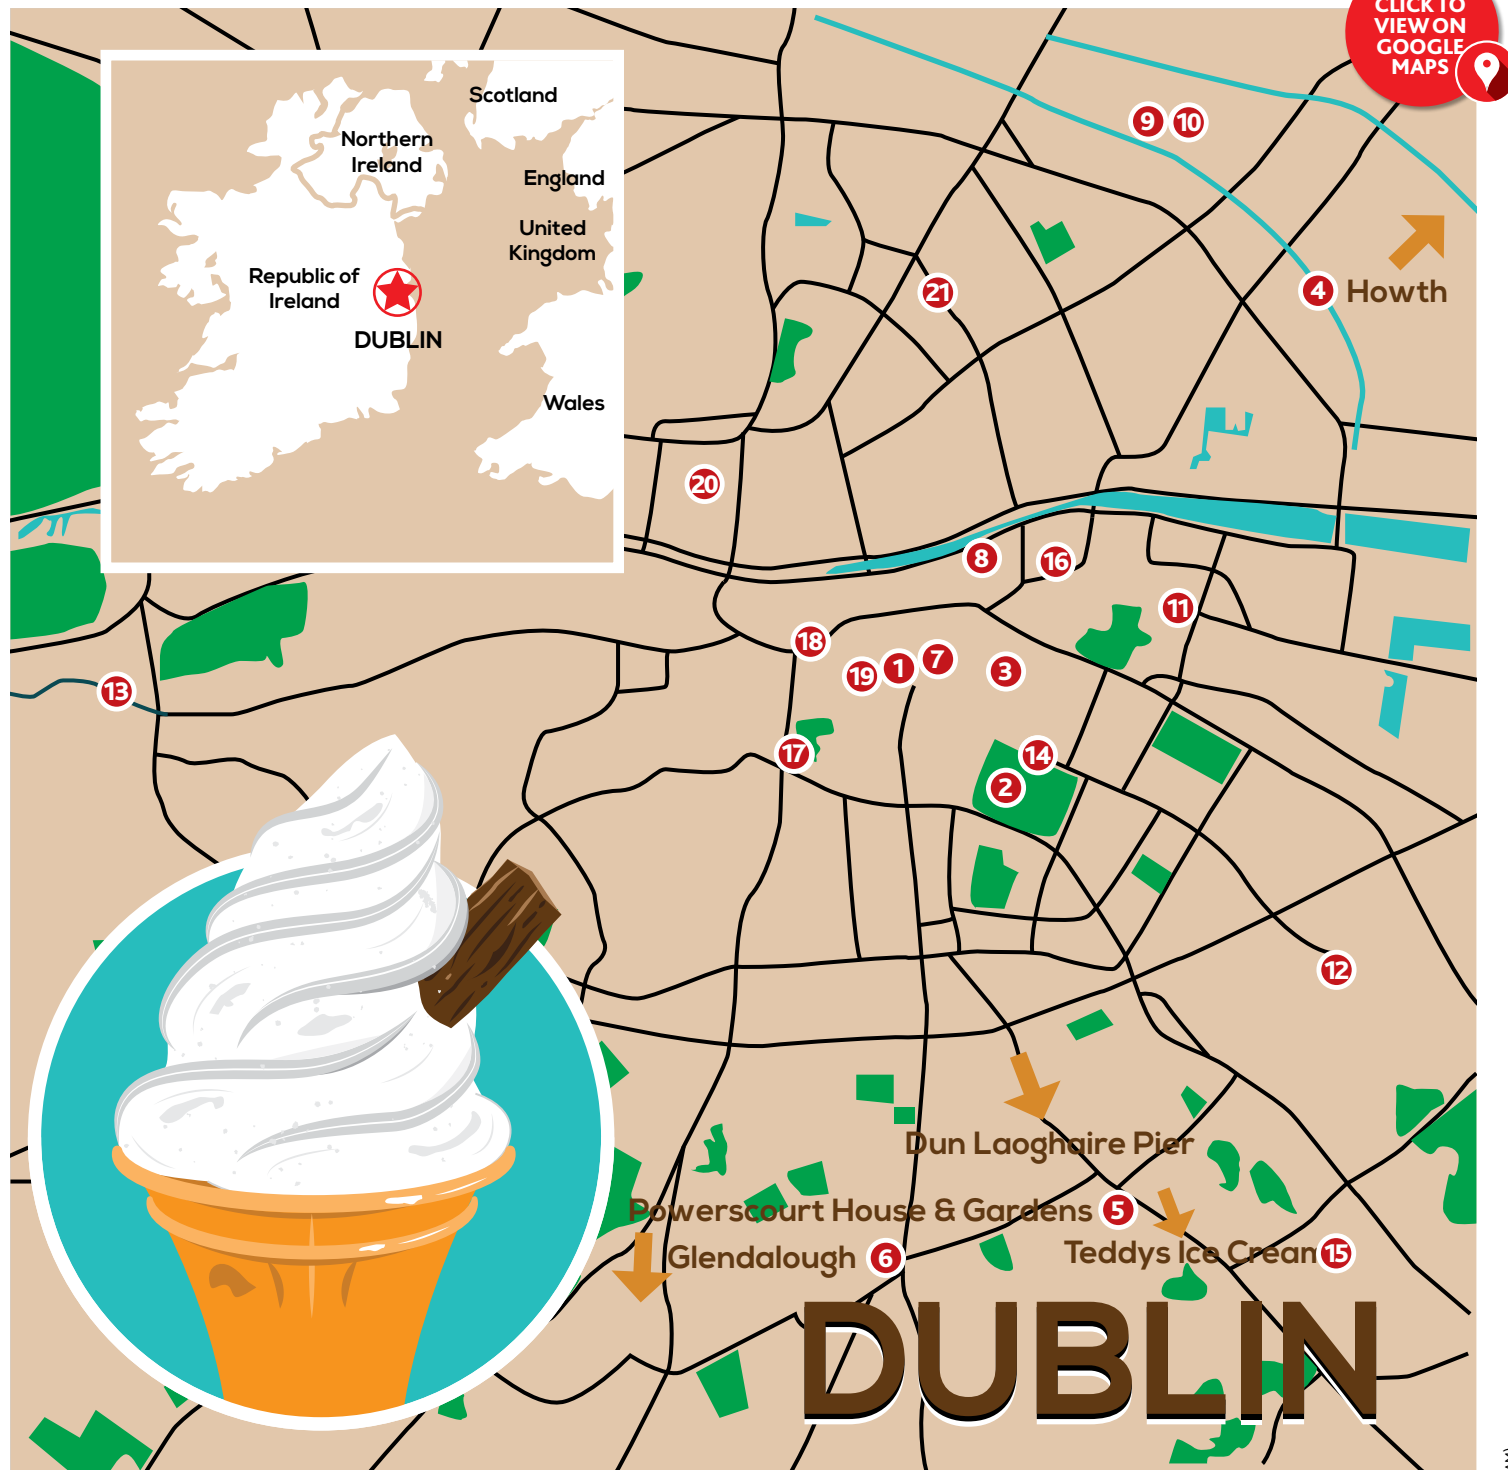 CLICK TO
VIEW ON
GOOGLE
MAPS
Scotland
Northern
Ireland
England
United
Kingdom
Republic of
Ireland
DUBLIN
Wales
9
10
21
4
Howth
20
8
16
11
18
19
1
7
3
13
17
14
2
12
Dun Laoghaire Pier
Powerscourt House & Gardens 5
Glendalough 6
Teddys Ice Cream 15
DUBLIN